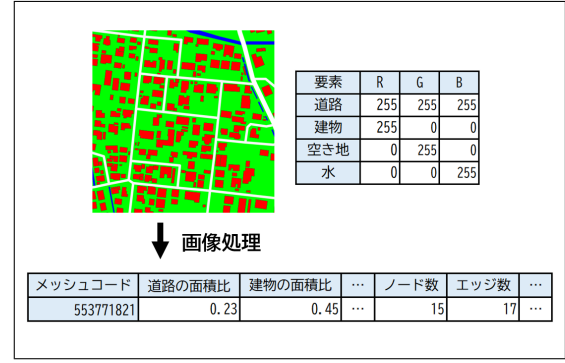 要素 R G B
道路 255 255 255
建物 255 0 0
空き地 0 255 0
水 0 0 255
画像処理
メッシュコード 道路の面積比 建物の面積比 … ノード数 エッジ数 …
553771821 0.23 0.45 … 15 17 …